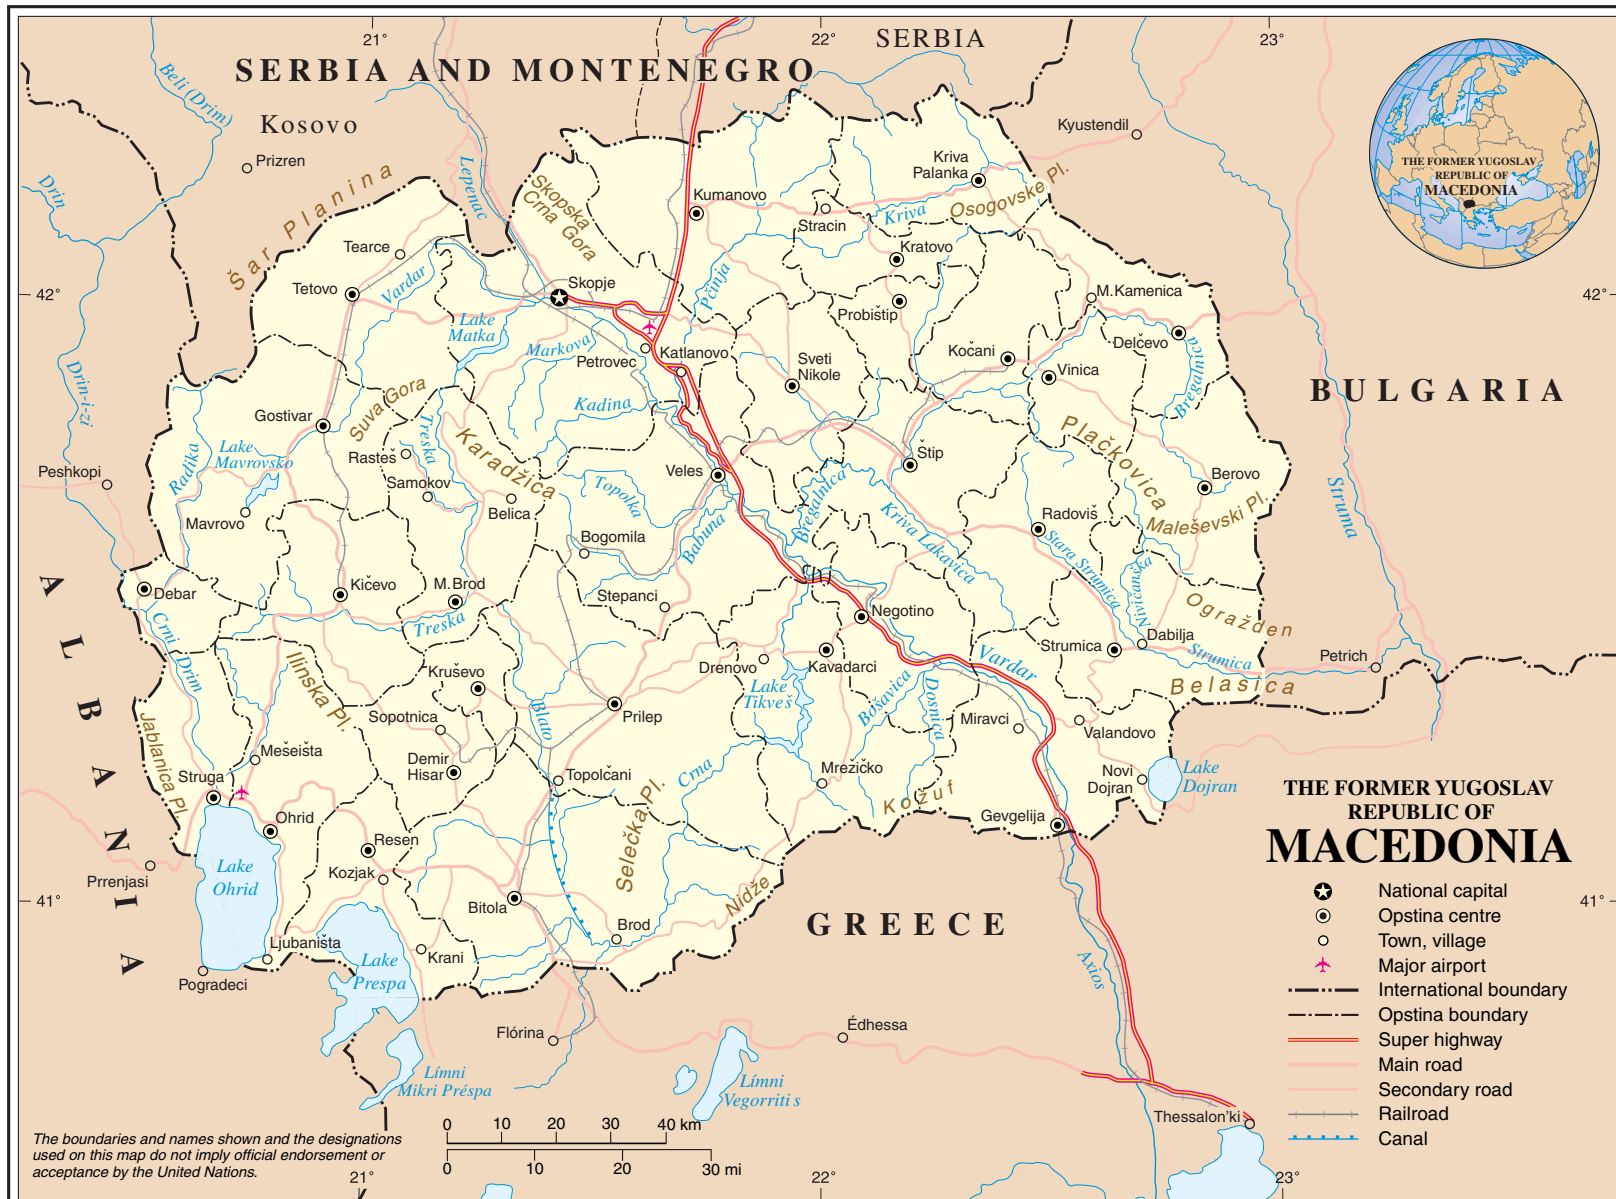 21°
22°
23°
SERBIA
SERBIA AND MONTENEGRO
Beli (Drim)
Kosovo
Prizren
Drin
Lepenac
Šar Planina
Skopska
Crna Gora
Kumanovo
Kriva
Palanka
Kyustendil
Osogovske Pl.
Kriva
Stracin
Kratovo
THE FORMER YUGOSLAV
REPUBLIC OF
MACEDONIA
Tearce
Tetovo
Vardar
Skopje
Pčinja
Probištip
M.Kamenica
42°
42°
Lake
Matka
Markova
Petrovec
Katlanovo
Delčevo
Kočani
Vinica
Bregalnica
Sveti
Nikole
Drin-i-zi
BULGARIA
Suva Gora
Kadina
Gostivar
Treska
Karadžica
Rasteš
Radika
Lake
Mavrovsko
Peshkopi
Samokov
Belica
Mavrovo
Topolka
Veles
Štip
Plačkovica
Berovo
Maleševski Pl.
Struma
Bregalnica
Babuna
Bogomila
Kriva Lakavica
Radoviš
Stara Strumica
Nivičanska
Ogražden
ALBANIA
Debar
Kičevo
M.Brod
Treska
Stepanci
Negotino
Crni Drim
Ilinska Pl.
Drenovo
Kavadarci
Strumica
Dabilja
Strumica
Petrich
Vardar
Belasica
Kruševo
Lake
Tikveš
Bošavica
Dosnica
Jablanica Pl.
Sopotnica
Blato
Prilep
Miravci
Valandovo
Mešeišta
Demir
Hisar
Topolčani
Crna
Mrežičko
Kožuf
Novi
Dojran
Lake
Dojran
Struga
Ohrid
Gevgelija
Selečka Pl.
Resen
Kozjak
Prrenjasi
Lake
Ohrid
Nidže
Bitola
41°
41°
GREECE
Brod
Ljubaništa
Krani
Lake
Prespa
Pogradeci
Axios
Flórina
Édhessa
Límni
Mikri Préspa
Límni
Vegorritis
Thessalon'ki
THE FORMER YUGOSLAV
REPUBLIC OF
MACEDONIA
National capital
Opstina centre
Town, village
Major airport
International boundary
Opstina boundary
Super highway
Main road
Secondary road
Railroad
Canal
0 10 20 30 40 km
0 10 20 30 mi
The boundaries and names shown and the designations
used on this map do not imply official endorsement or
acceptance by the United Nations.
21°
22°
23°